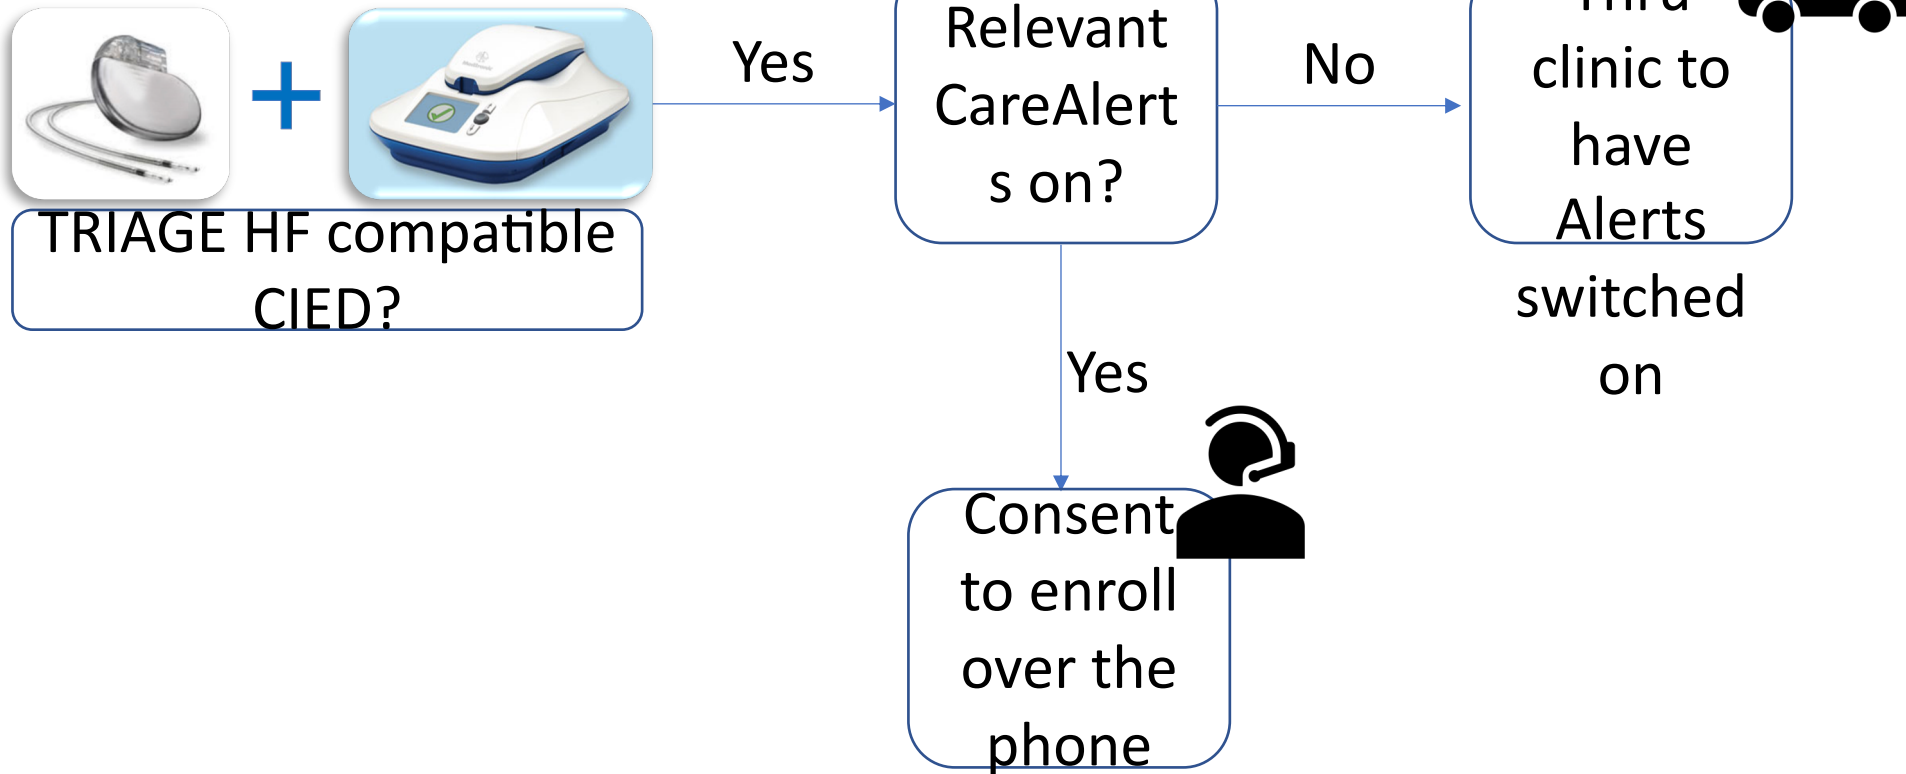 Yes
Relevant
CareAlert
s on?
No
Thru
clinic to
have
Alerts
switched
on
TRIAGE HF compatible
CIED?
Yes
Consent
to enroll
over the
phone